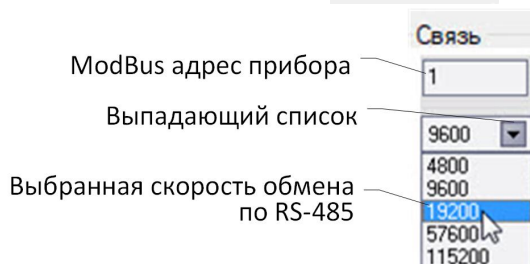 Связь
ModBus адрес прибора
1
Выпадающий список
9600
4800
9600
Выбранная скорость обмена
по RS-485
19200
57600
115200